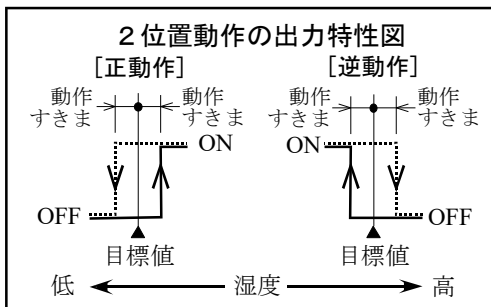 2位置動作の出力特性図
[正動作] [逆動作]
動作 動作 動作 動作
すきま すきま すきま すきま
ON ON
OFF OFF
目標値 目標値
低 湿度 高